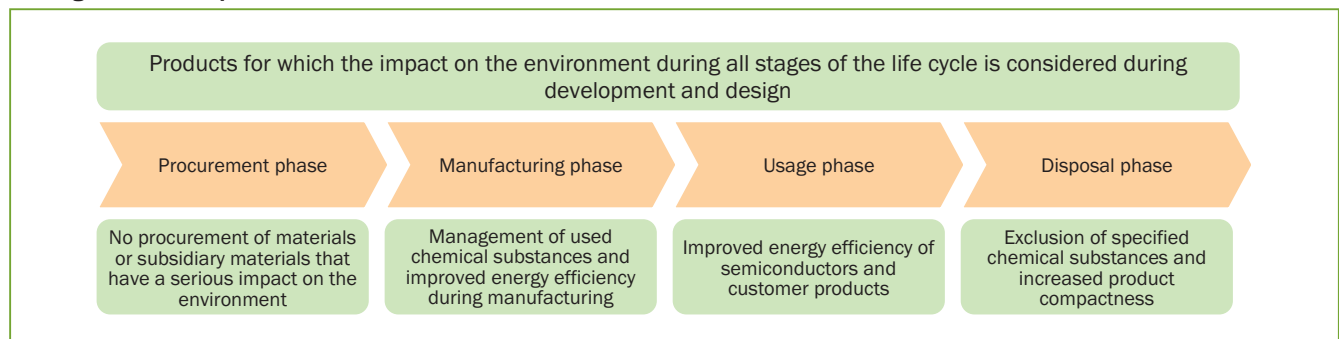 Products for which the impact on the environment during all stages of the life cycle is considered during
development and design
Procurement phase
Manufacturing phase
Usage phase
Disposal phase
No procurement of materials
or subsidiary materials that
have a serious impact on the
environment
Management of used
chemical substances and
improved energy efficiency
during manufacturing
Improved energy efficiency of
semiconductors and
customer products
Exclusion of specified
chemical substances and
increased product
compactness